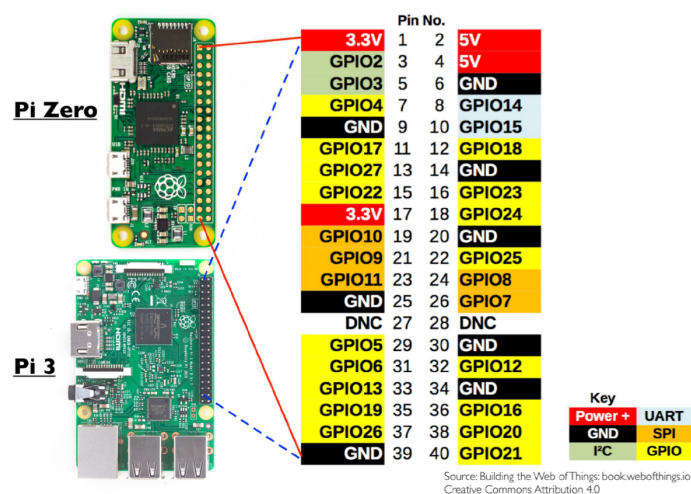 Pin No.
3.3V 1 2 5V
GPIO2 3 4 5V
GPIO3 5 6 GND
GPIO4 7 8 GPIO14
GND 9 10 GPIO15
GPIO17 11 12 GPIO18
GPIO27 13 14 GND
GPIO22 15 16 GPIO23
3.3V 17 18 GPIO24
GPIO10 19 20 GND
GPIO9 21 22 GPIO25
GPIO11 23 24 GPIO8
GND 25 26 GPIO7
DNC 27 28 DNC
GPIO5 29 30 GND
GPIO6 31 32 GPIO12
GPIO13 33 34 GND
GPIO19 35 36 GPIO16
GPIO26 37 38 GPIO20
GND 39 40 GPIO21
Pi Zero
HDMI
USB
Pi 3
Key
Power + UART
GND SPI
I²C GPIO
Source: Building the Web of Things: book.webofthings.io
Creative Commons Attribution 4.0